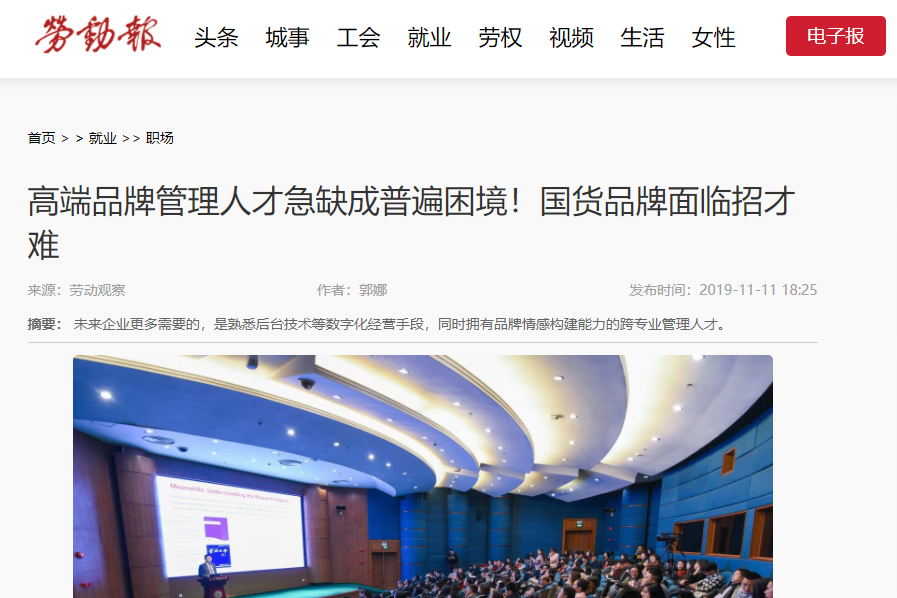 勞動報
头条 城事 工会 就业 劳权 视频 生活 女性 电子报
首页 > > 就业 >> 职场
高端品牌管理人才急缺成普遍困境！国货品牌面临招才
难
来源：劳动观察 作者：郭娜 发布时间：2019-11-11 18:25
摘要： 未来企业更多需要的，是熟悉后台技术等数字化经营手段，同时拥有品牌情感构建能力的跨专业管理人才。
Meanwhile, Understanding the